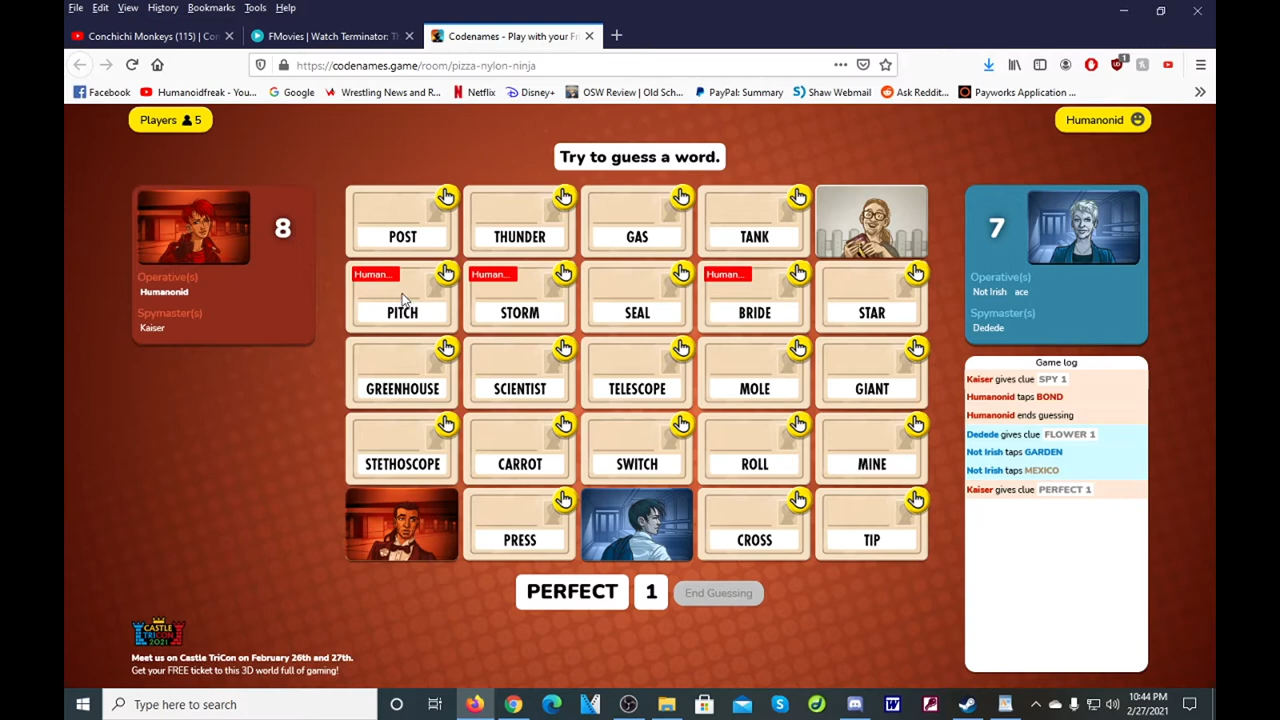 File Edit View History Bookmarks Tools Help
Conchichi Monkeys (115) | Con
FMovies | Watch Terminator: Th
Codenames - Play with your Fr
https://codenames.game/room/pizza-nylon-ninja
Facebook Humanoidfreak - You... Google Wrestling News and R... Netflix Disney+ OSW Review | Old Sch... PayPal: Summary Shaw Webmail Ask Reddit... Payworks Application ...
Players 5
Humanonid
Try to guess a word.
8
Operative(s)
Humanonid
Spymaster(s)
Kaiser
POST THUNDER GAS TANK
Human... Human... Human...
PITCH STORM SEAL BRIDE STAR
GREENHOUSE SCIENTIST TELESCOPE MOLE GIANT
STETHOSCOPE CARROT SWITCH ROLL MINE
PRESS CROSS TIP
PERFECT 1 End Guessing
7
Operative(s)
Not Irish ace
Spymaster(s)
Dedede
Game log
Kaiser gives clue SPY 1
Humanonid taps BOND
Humanonid ends guessing
Dedede gives clue FLOWER 1
Not Irish taps GARDEN
Not Irish taps MEXICO
Kaiser gives clue PERFECT 1
CASTLE TRICON 2021
Meet us on Castle TriCon on February 26th and 27th.
Get your FREE ticket to this 3D world full of gaming!
Type here to search
10:44 PM
2/27/2021